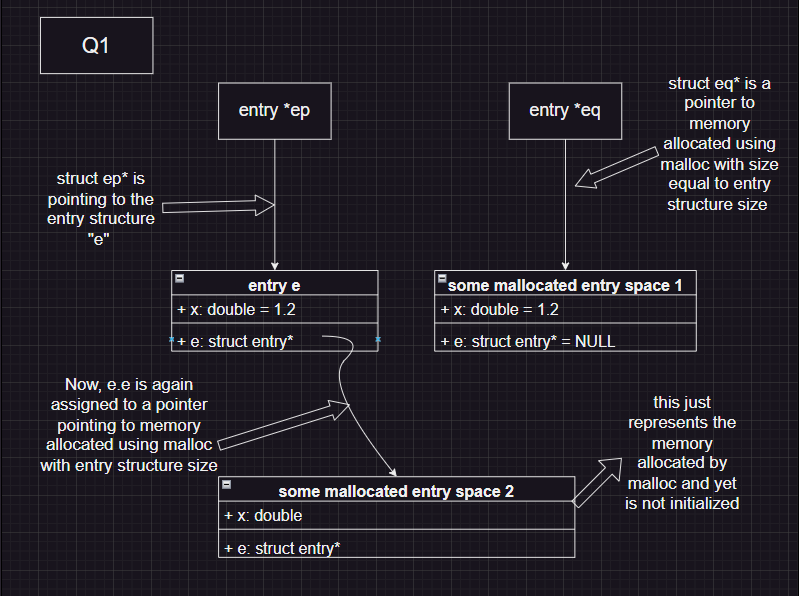 Q1
entry *ep
entry *eq
struct eq* is a
pointer to
memory
allocated using
malloc with size
equal to entry
structure size
struct ep* is
pointing to the
entry structure
"e"
entry e
+ x: double = 1.2
+ e: struct entry*
some mallocated entry space 1
+ x: double = 1.2
+ e: struct entry* = NULL
Now, e.e is again
assigned to a pointer
pointing to memory
allocated using malloc
with entry structure size
this just
represents the
memory
allocated by
malloc and yet
is not initialized
some mallocated entry space 2
+ x: double
+ e: struct entry*